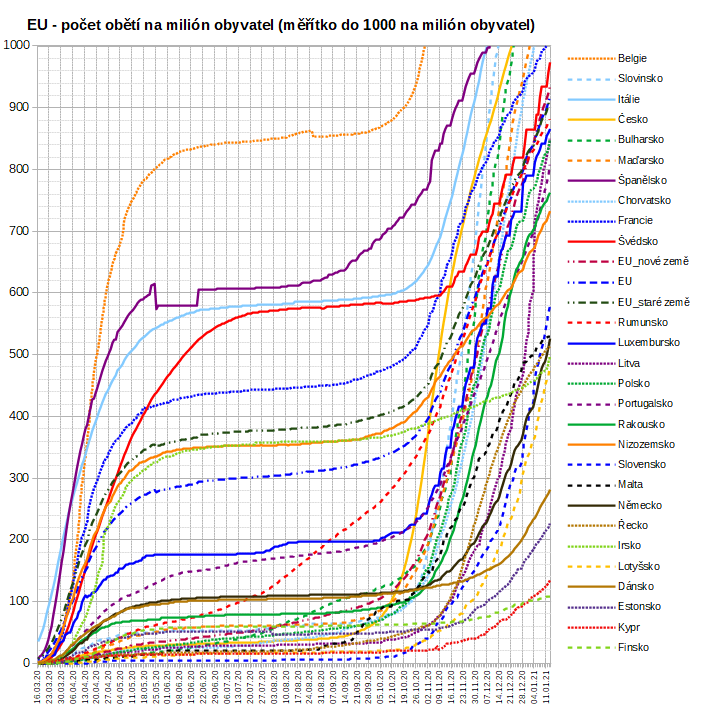 EU - počet obětí na milión obyvatel (měřítko do 1000 na milión obyvatel)
1000
900
800
700
600
500
400
300
200
100
0
16.03.20
23.03.20
30.03.20
06.04.20
13.04.20
20.04.20
27.04.20
04.05.20
11.05.20
18.05.20
25.05.20
01.06.20
08.06.20
15.06.20
22.06.20
29.06.20
06.07.20
13.07.20
20.07.20
27.07.20
03.08.20
10.08.20
17.08.20
24.08.20
31.08.20
07.09.20
14.09.20
21.09.20
28.09.20
05.10.20
12.10.20
19.10.20
26.10.20
02.11.20
09.11.20
16.11.20
23.11.20
30.11.20
07.12.20
14.12.20
21.12.20
28.12.20
04.01.21
11.01.21
Belgie
Slovinsko
Itálie
Česko
Bulharsko
Maďarsko
Španělsko
Chorvatsko
Francie
Švédsko
EU_nové země
EU
EU_staré země
Rumunsko
Luxembursko
Litva
Polsko
Portugalsko
Rakousko
Nizozemsko
Slovensko
Malta
Německo
Řecko
Irsko
Lotyšsko
Dánsko
Estonsko
Kypr
Finsko